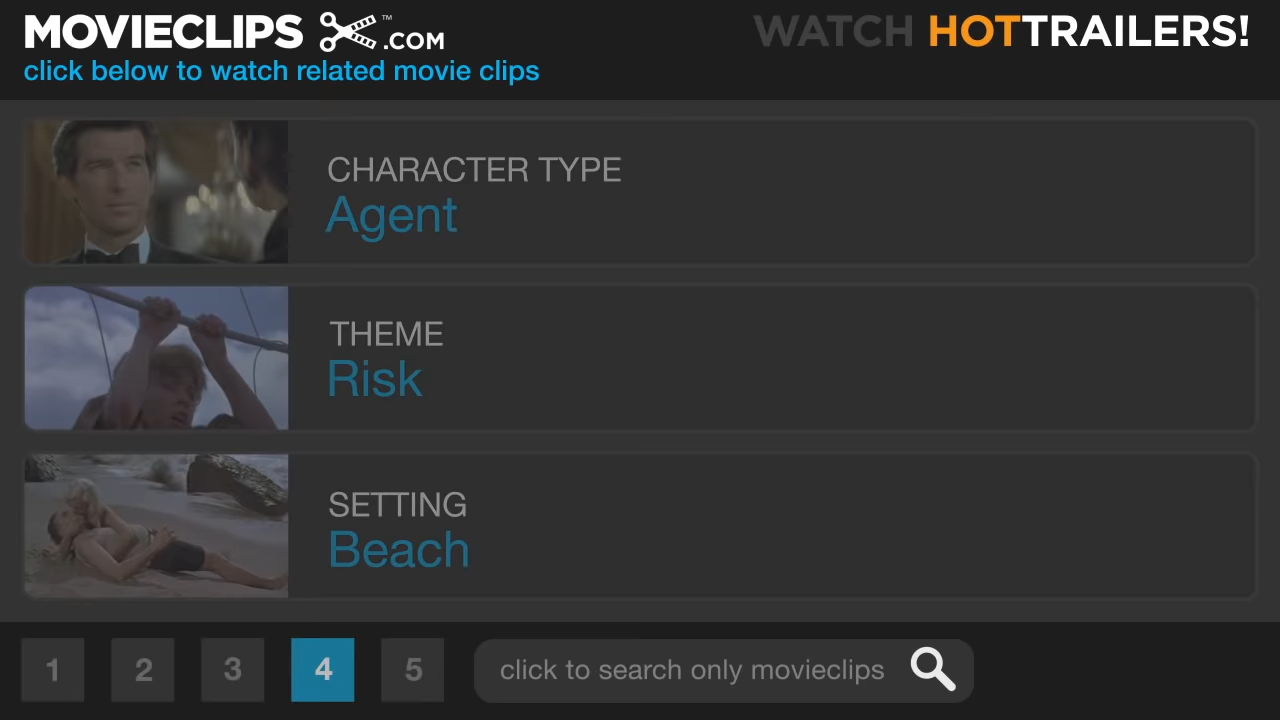 MOVIECLIPS ™ .COM
WATCH HOTTRAILERS!
click below to watch related movie clips
CHARACTER TYPE
Agent
THEME
Risk
SETTING
Beach
1 2 3 4 5
click to search only movieclips